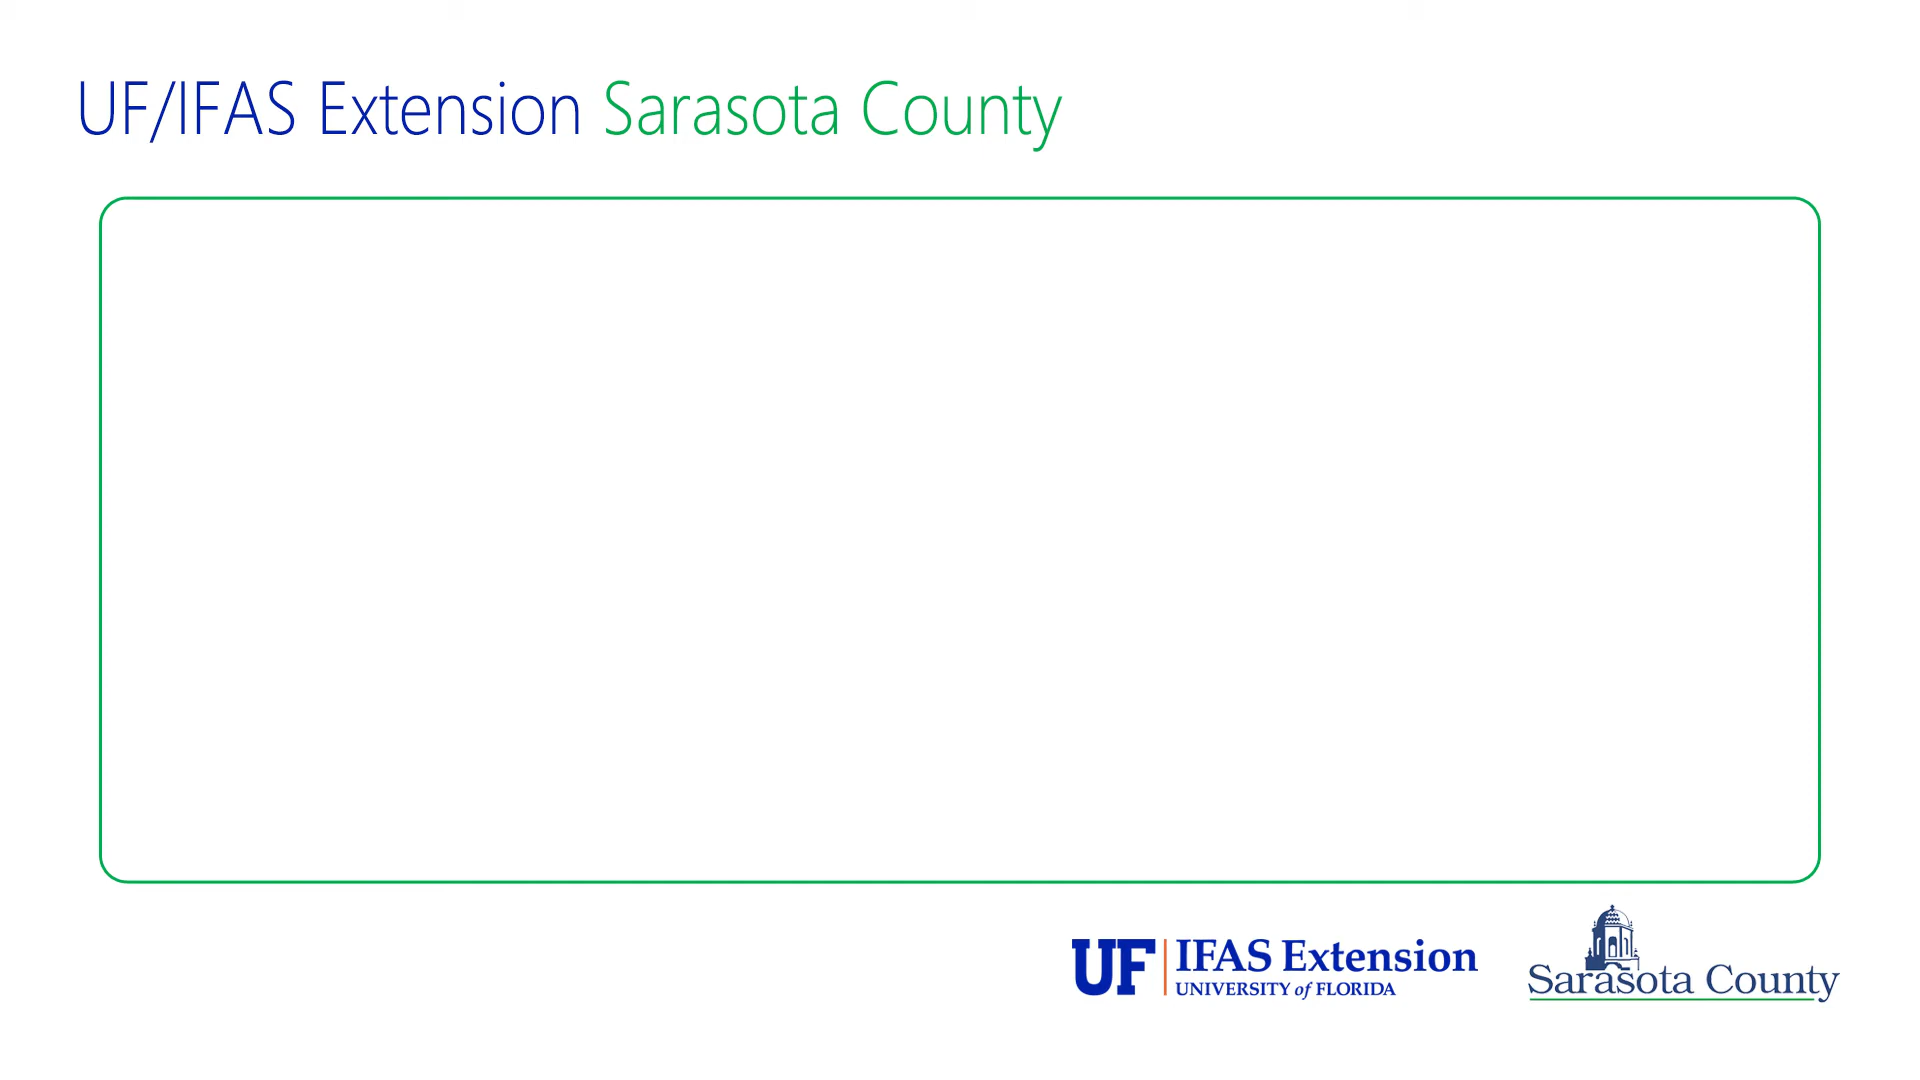 UF/IFAS Extension Sarasota County
UF IFAS Extension
UNIVERSITY of FLORIDA
Sarasota County